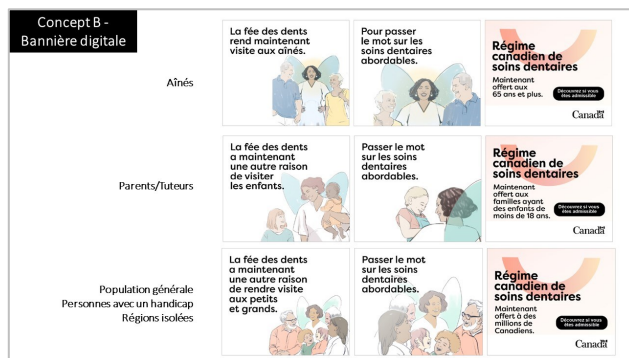 Concept B -
Bannière digitale
Aînés
La fée des dents
rend maintenant
visite aux aînés.
Pour passer
le mot sur les
soins dentaires
abordables.
Régime
canadien de
soins dentaires
Maintenant
offert aux
65 ans et plus.
Découvrez si vous
êtes admissible
Canada
Parents/Tuteurs
La fée des dents
a maintenant
une autre raison
de visiter
les enfants.
Passer le mot
sur les soins
dentaires
abordables.
Régime
canadien de
soins dentaires
Maintenant
offert aux
familles ayant
des enfants de
moins de 18 ans.
Découvrez si vous
êtes admissible
Canada
Population générale
Personnes avec un handicap
Régions isolées
La fée des dents
a maintenant
une autre raison
de rendre visite
aux petits
et grands.
Passer le mot
sur les soins
dentaires
abordables.
Régime
canadien de
soins dentaires
Maintenant
offert à des
millions de
Canadiens.
Découvrez si vous
êtes admissible
Canada